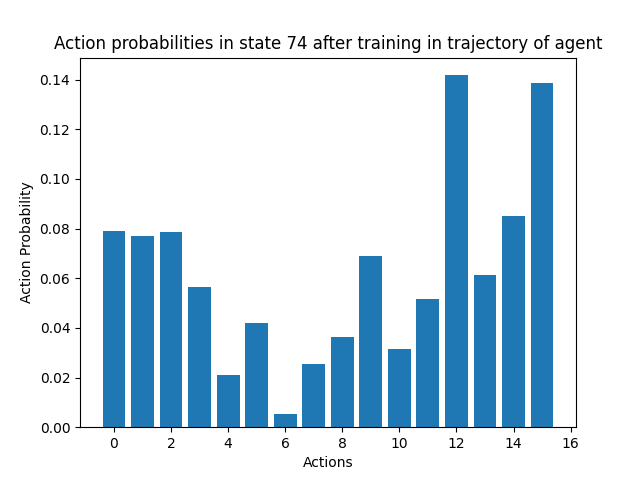 Action probabilities in state 74 after training in trajectory of agent
0.14
0.12
0.10
0.08
0.06
0.04
0.02
0.00
Action Probability
0 2 4 6 8 10 12 14 16
Actions